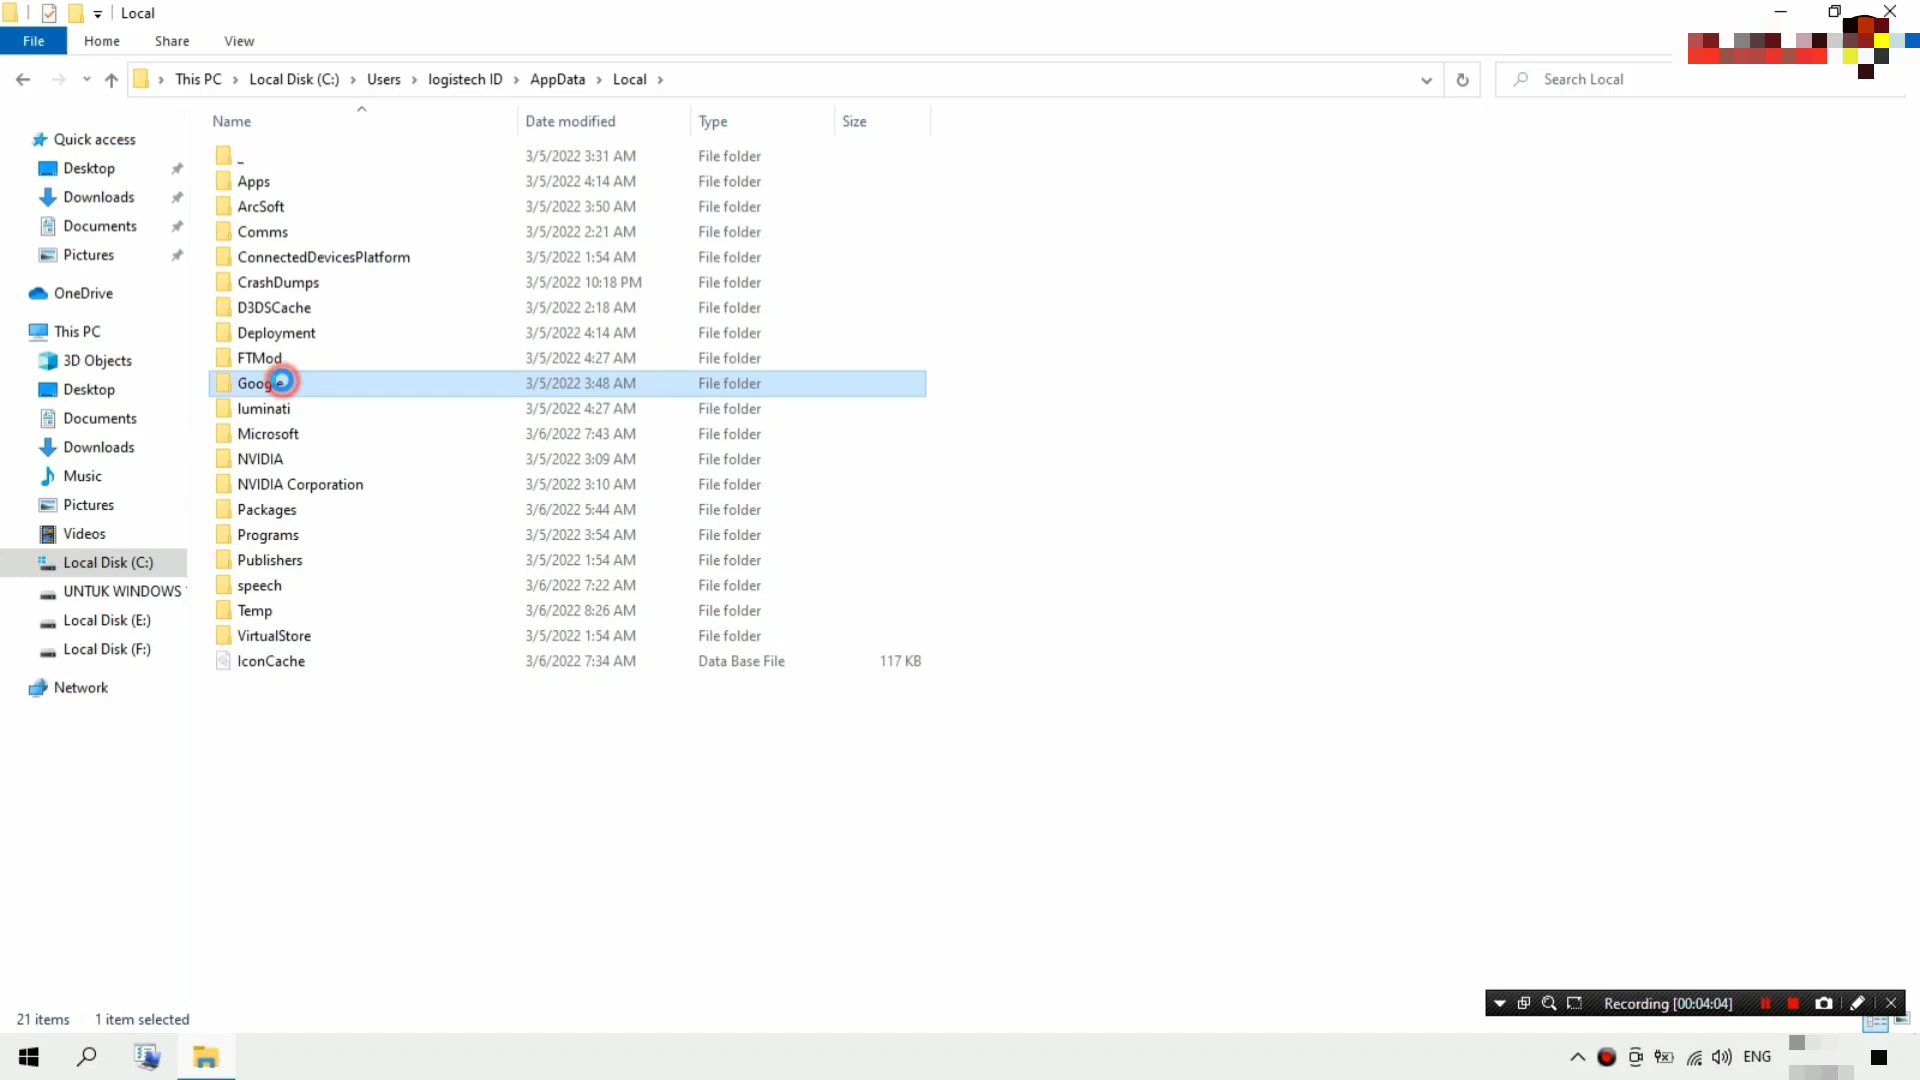 Local
File Home Share View
This PC Local Disk (C:) Users logistech ID AppData Local
Search Local
Name Date modified Type Size
Quick access
Desktop
Downloads
Documents
Pictures
OneDrive
This PC
3D Objects
Desktop
Documents
Downloads
Music
Pictures
Videos
Local Disk (C:)
UNTUK WINDOWS
Local Disk (E:)
Local Disk (F:)
Network
_ 3/5/2022 3:31 AM File folder
Apps 3/5/2022 4:14 AM File folder
ArcSoft 3/5/2022 3:50 AM File folder
Comms 3/5/2022 2:21 AM File folder
ConnectedDevicesPlatform 3/5/2022 1:54 AM File folder
CrashDumps 3/5/2022 10:18 PM File folder
D3DSCache 3/5/2022 2:18 AM File folder
Deployment 3/5/2022 4:14 AM File folder
FTMod 3/5/2022 4:27 AM File folder
Google 3/5/2022 3:48 AM File folder
luminati 3/5/2022 4:27 AM File folder
Microsoft 3/6/2022 7:43 AM File folder
NVIDIA 3/5/2022 3:09 AM File folder
NVIDIA Corporation 3/5/2022 3:10 AM File folder
Packages 3/6/2022 5:44 AM File folder
Programs 3/5/2022 3:54 AM File folder
Publishers 3/5/2022 1:54 AM File folder
speech 3/6/2022 7:22 AM File folder
Temp 3/6/2022 8:26 AM File folder
VirtualStore 3/5/2022 1:54 AM File folder
IconCache 3/6/2022 7:34 AM Data Base File 117 KB
Recording [00:04:04]
21 items 1 item selected
ENG